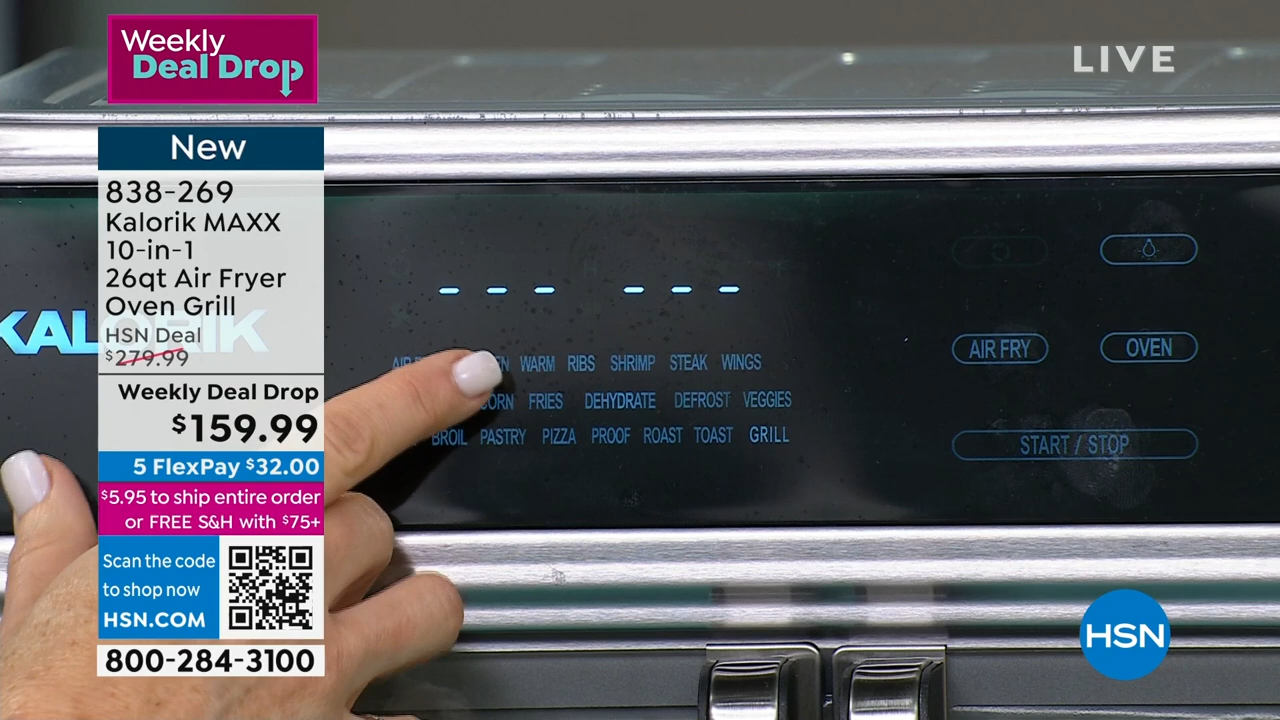 Weekly
Deal Drop
LIVE
New
838-269
Kalorik MAXX
10-in-1
26qt Air Fryer
Oven Grill
HSN Deal
$279.99
Weekly Deal Drop
$159.99
5 FlexPay $32.00
$5.95 to ship entire order
or FREE S&H with $75+
Scan the code
to shop now
HSN.COM
800-284-3100
KALORIK
WARM RIBS SHRIMP STEAK WINGS
FRIES DEHYDRATE DEFROST VEGGIES
BROIL PASTRY PIZZA PROOF ROAST TOAST GRILL
AIR FRY OVEN
START / STOP
HSN